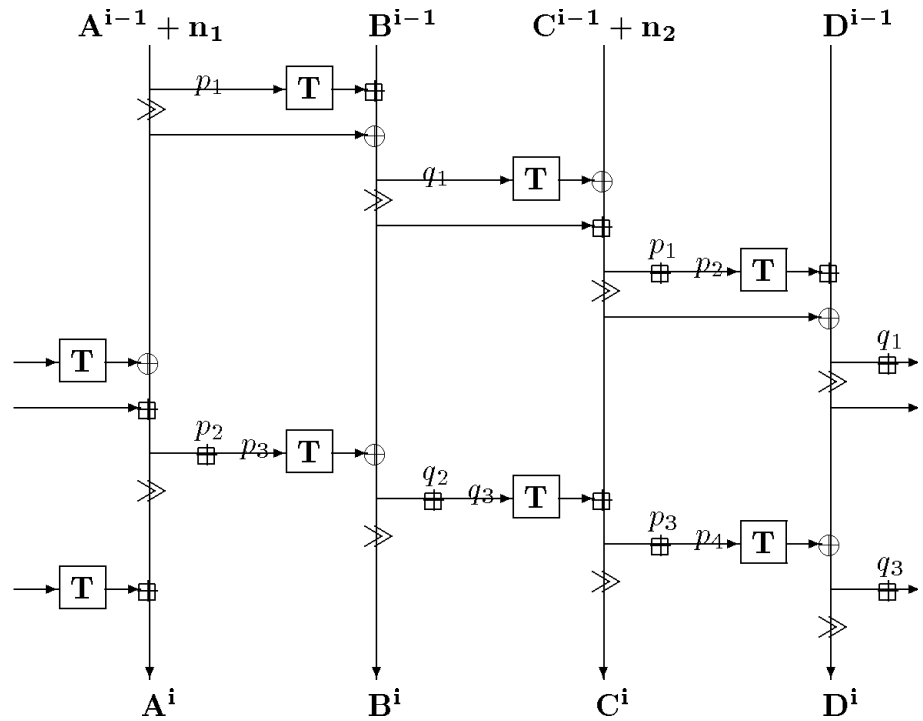 A^{i−1} + n_1 B^{i−1} C^{i−1} + n_2 D^{i−1}
p_1 T
q_1 T
p_1 p_2 T
T q_1
p_2 p_3 T
q_2 q_3 T
p_3 p_4 T
T q_3
A^i B^i C^i D^i